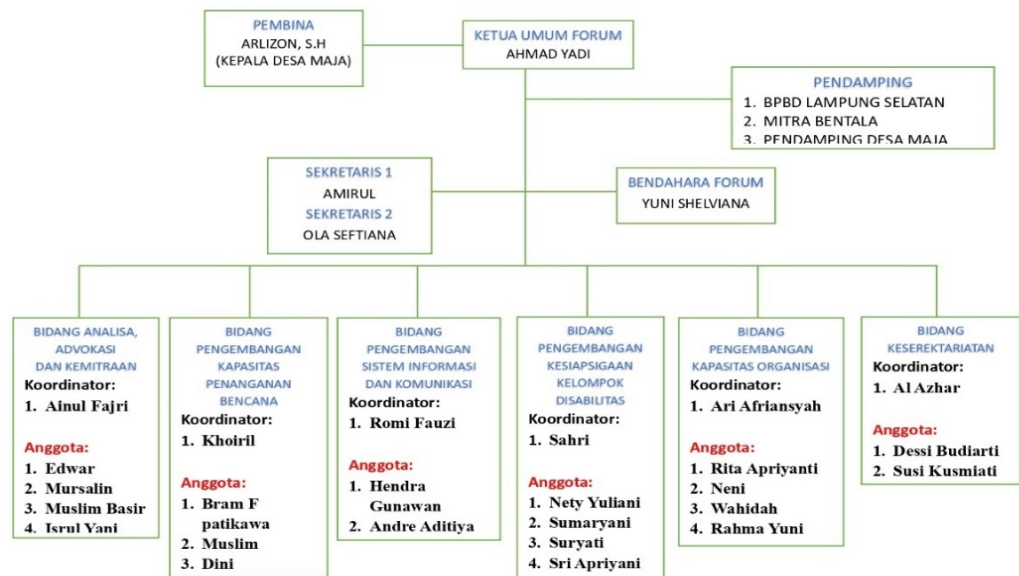 PEMBINA
ARLIZON, S.H
(KEPALA DESA MAJA)
KETUA UMUM FORUM
AHMAD YADI
PENDAMPING
1. BPBD LAMPUNG SELATAN
2. MITRA BENTALA
3. PENDAMPING DESA MAJA
SEKRETARIS 1
AMIRUL
SEKRETARIS 2
OLA SEFTIANA
BENDAHARA FORUM
YUNI SHELVIANA
BIDANG ANALISA,
ADVOKASI
DAN KEMITRAAN
Koordinator:
1. Ainul Fajri
Anggota:
1. Edwar
2. Mursalin
3. Muslim Basir
4. Isrul Yani
BIDANG
PENGEMBANGAN
KAPASITAS
PENANGANAN
BENCANA
Koordinator:
1. Khoiril
Anggota:
1. Bram F
patikawa
2. Muslim
3. Dini
BIDANG
PENGEMBANGAN
SISTEM INFORMASI
DAN KOMUNIKASI
Koordinator:
1. Romi Fauzi
Anggota:
1. Hendra
Gunawan
2. Andre Aditiya
BIDANG
PENGEMBANGAN
KESIAPSIGAAN
KELOMPOK
DISABILITAS
Koordinator:
1. Sahri
Anggota:
1. Nety Yuliani
2. Sumaryani
3. Suryati
4. Sri Apriyani
BIDANG
PENGEMBANGAN
KAPASITAS ORGANISASI
Koordinator:
1. Ari Afriansyah
Anggota:
1. Rita Apriyanti
2. Neni
3. Wahidah
4. Rahma Yuni
BIDANG
KESEREKTARIATAN
Koordinator:
1. Al Azhar
Anggota:
1. Dessi Budiarti
2. Susi Kusmiati